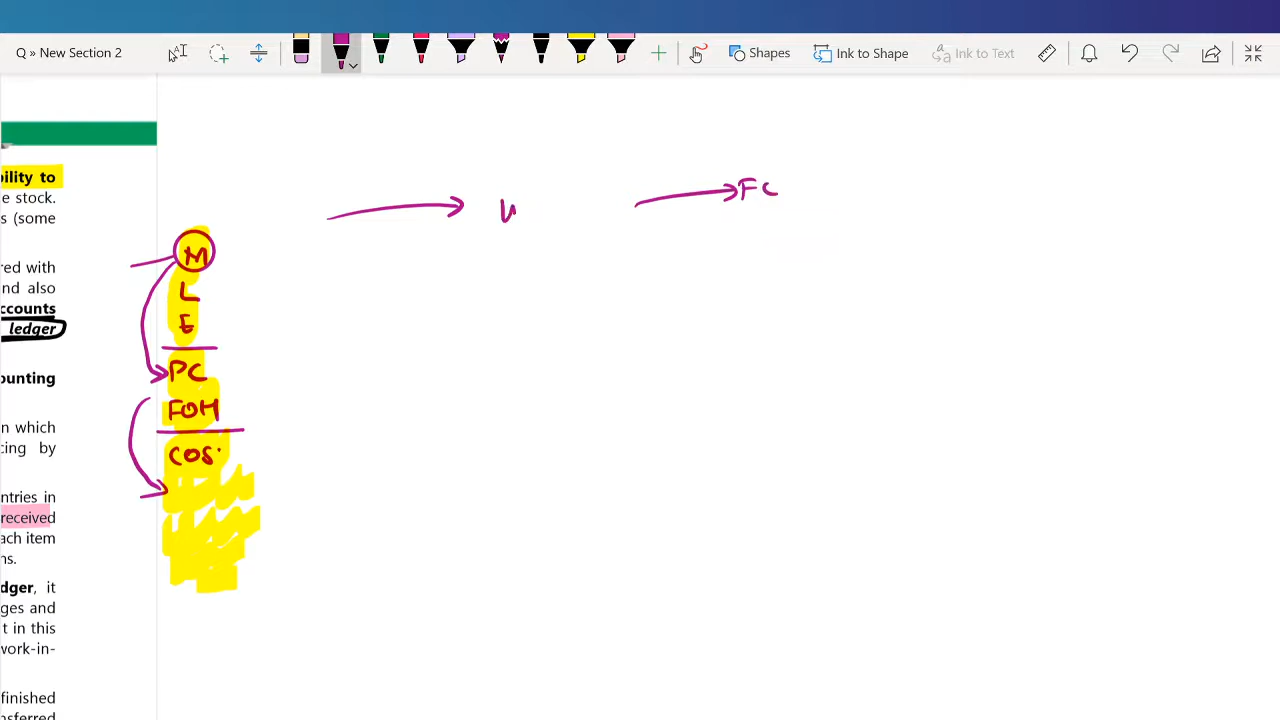 Q » New Section 2
Shapes
Ink to Shape
Ink to Text
bility to
e stock.
s (some
red with
nd also
ccounts
ledger
ounting
n which
cing by
ntries in
received
ach item
ns.
dger, it
ges and
t in this
work-in-
finished
nsferred
FC
M
L
E
PC
FOH
COS.